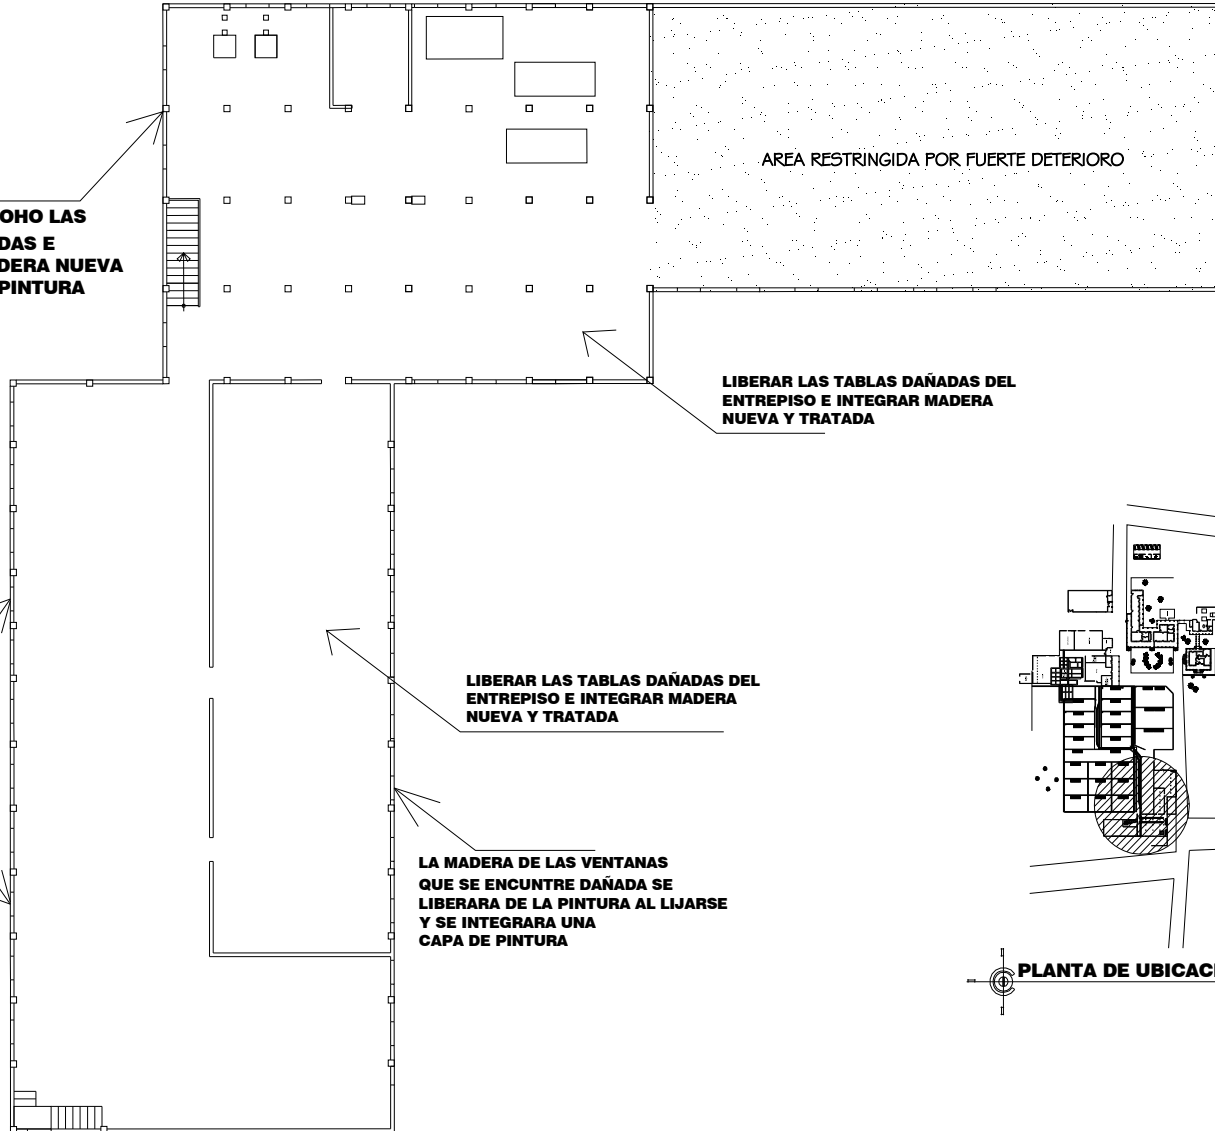 AREA RESTRINGIDA POR FUERTE DETERIORO
OHO LAS
DAS E
DERA NUEVA
PINTURA
LIBERAR LAS TABLAS DAÑADAS DEL
ENTREPISO E INTEGRAR MADERA
NUEVA Y TRATADA
LIBERAR LAS TABLAS DAÑADAS DEL
ENTREPISO E INTEGRAR MADERA
NUEVA Y TRATADA
LA MADERA DE LAS VENTANAS
QUE SE ENCUNTRE DAÑADA SE
LIBERARA DE LA PINTURA AL LIJARSE
Y SE INTEGRARA UNA
CAPA DE PINTURA
PLANTA DE UBICACI